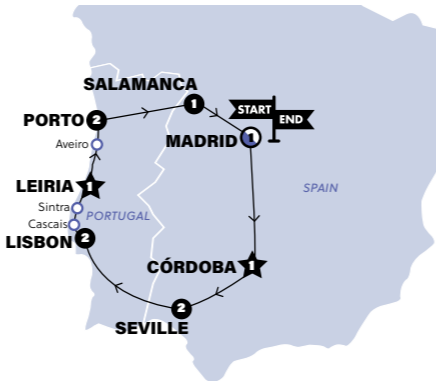 SALAMANCA
1
START
END
PORTO
2
MADRID
1
Aveiro
SPAIN
LEIRIA
1
Sintra
PORTUGAL
Cascais
LISBON
2
CÓRDOBA
1
2
SEVILLE